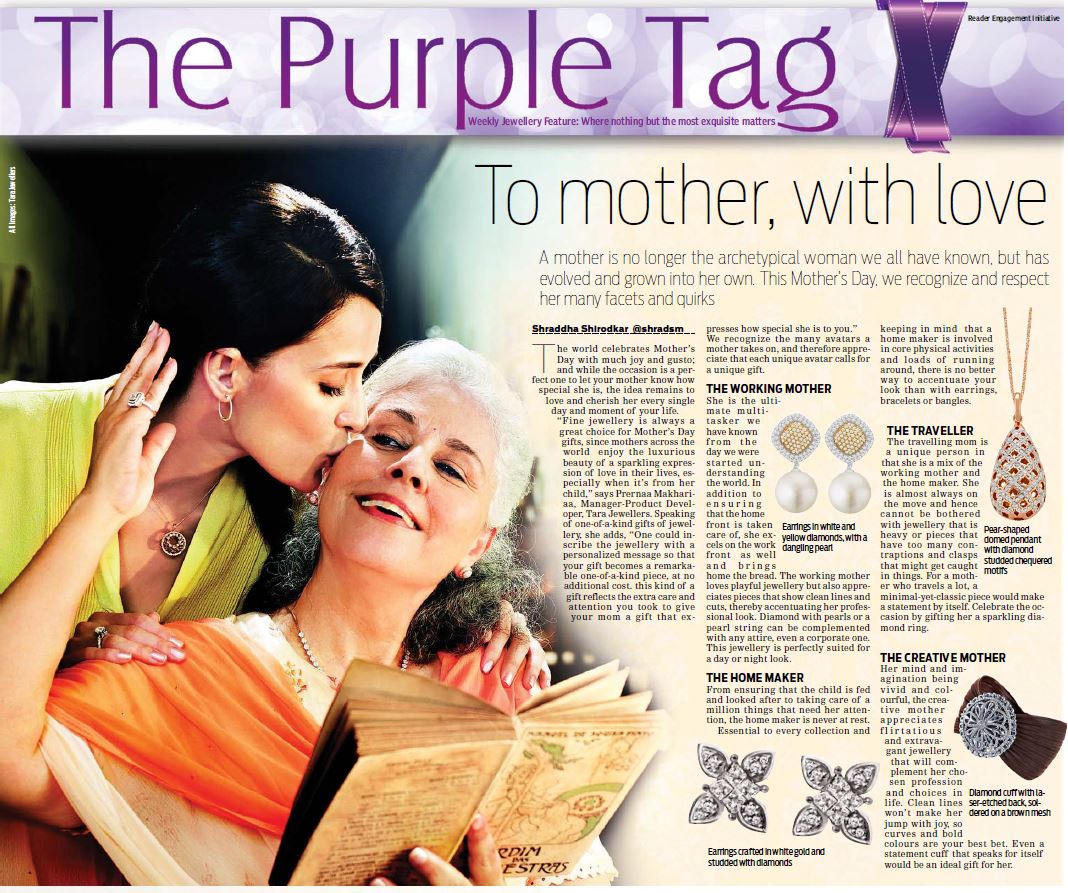 The Purple Tag
Reader Engagement Initiative
Weekly Jewellery Feature: Where nothing but the most exquisite matters
All images: Tara Jewellers
To mother, with love
A mother is no longer the archetypical woman we all have known, but has
evolved and grown into her own. This Mother's Day, we recognize and respect
her many facets and quirks
Shraddha Shirodkar @shradsm
The world celebrates Mother's
Day with much joy and gusto;
and while the occasion is a per-
fect one to let your mother know how
special she is, the idea remains to
love and cherish her every single
day and moment of your life.
"Fine jewellery is always a
great choice for Mother's Day
gifts, since mothers across the
world enjoy the luxurious
beauty of a sparkling expres-
sion of love in their lives, es-
pecially when it's from her
child," says Prernaa Makhari-
aa, Manager-Product Devel-
oper, Tara Jewellers. Speaking
of one-of-a-kind gifts of jewel-
lery, she adds, "One could in-
scribe the jewellery with a
personalized message so that
your gift becomes a remarka-
ble one-of-a-kind piece, at no
additional cost. this kind of a
gift reflects the extra care and
attention you took to give
your mom a gift that ex-
presses how special she is to you."
We recognize the many avatars a
mother takes on, and therefore appre-
ciate that each unique avatar calls for
a unique gift.
THE WORKING MOTHER
She is the ulti-
mate multi-
tasker we
have known
from the
day we were
started un-
derstanding
the world. In
addition to
ensuring
that the home
front is taken
care of, she ex-
cels on the work
front as well
and brings
home the bread. The working mother
loves playful jewellery but also appre-
ciates pieces that show clean lines and
cuts, thereby accentuating her profes-
sional look. Diamond with pearls or a
pearl string can be complemented
with any attire, even a corporate one.
This jewellery is perfectly suited for
a day or night look.
Earrings in white and
yellow diamonds, with a
dangling pearl
THE HOME MAKER
From ensuring that the child is fed
and looked after to taking care of a
million things that need her atten-
tion, the home maker is never at rest.
Essential to every collection and
Earrings crafted in white gold and
studded with diamonds
keeping in mind that a
home maker is involved
in core physical activities
and loads of running
around, there is no better
way to accentuate your
look than with earrings,
bracelets or bangles.
THE TRAVELLER
The travelling mom is
a unique person in
that she is a mix of the
working mother and
the home maker. She
is almost always on
the move and hence
cannot be bothered
with jewellery that is
heavy or pieces that
have too many con-
traptions and clasps
that might get caught
in things. For a moth-
er who travels a lot, a
minimal-yet-classic piece would make
a statement by itself. Celebrate the oc-
casion by gifting her a sparkling dia-
mond ring.
Pear-shaped
domed pendant
with diamond
studded chequered
motifs
THE CREATIVE MOTHER
Her mind and im-
agination being
vivid and col-
ourful, the crea-
tive mother
appreciates
flirtatious
and extrava-
gant jewellery
that will com-
plement her cho-
sen profession
and choices in
life. Clean lines
won't make her
jump with joy, so
curves and bold
colours are your best bet. Even a
statement cuff that speaks for itself
would be an ideal gift for her.
Diamond cuff with la-
ser-etched back, sol-
dered on a brown mesh